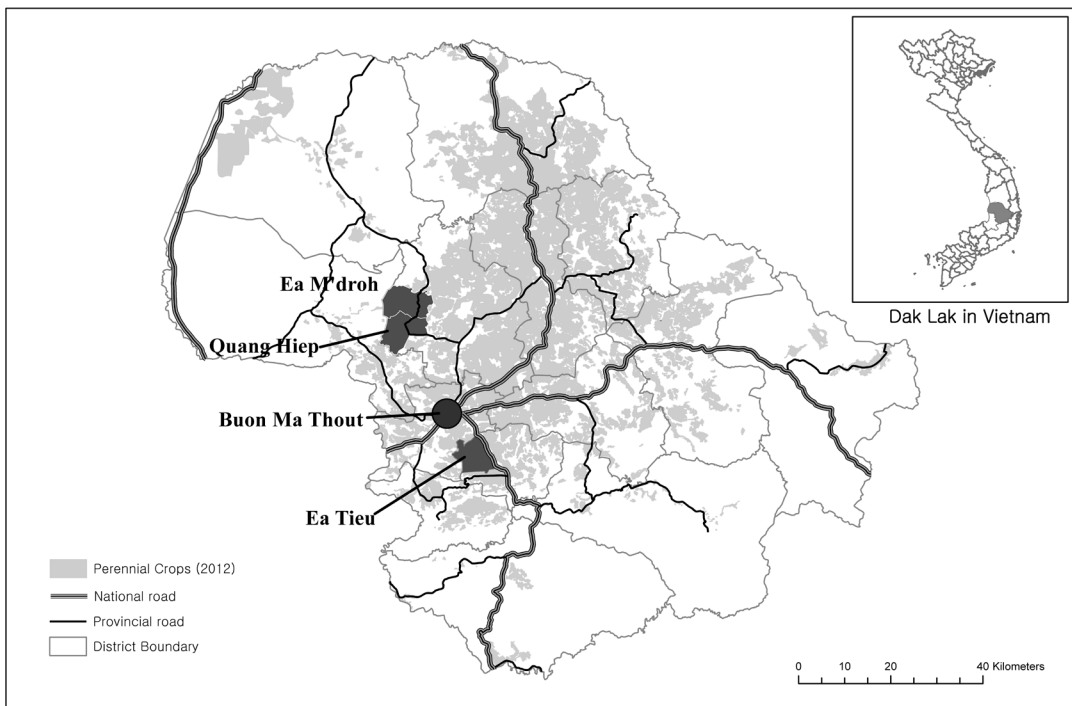 Dak Lak in Vietnam
Ea M'droh
Quang Hiep
Buon Ma Thout
Ea Tieu
Perennial Crops (2012)
National road
Provincial road
District Boundary
0 10 20 40 Kilometers